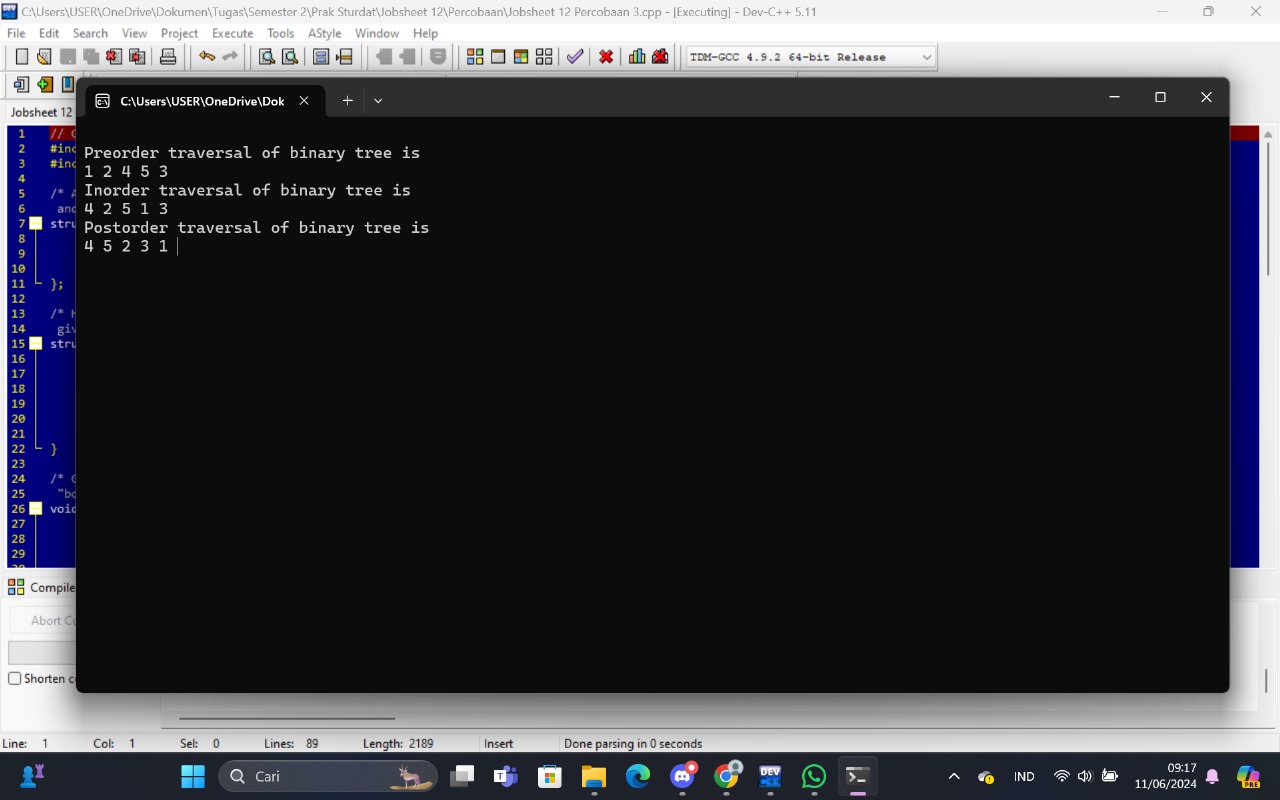 C:\Users\USER\OneDrive\Dokumen\Tugas\Semester 2\Prak Sturdat\Jobsheet 12\Percobaan\Jobsheet 12 Percobaan 3.cpp - [Executing] - Dev-C++ 5.11
File Edit Search View Project Execute Tools AStyle Window Help
TDM-GCC 4.9.2 64-bit Release
Jobsheet 12
C:\Users\USER\OneDrive\Dok
Preorder traversal of binary tree is
1 2 4 5 3
Inorder traversal of binary tree is
4 2 5 1 3
Postorder traversal of binary tree is
4 5 2 3 1
1 //
2 #inc
3 #inc
4
5 /*
6 and
7 stru
8
9
10
11 };
12
13 /*
14 giv
15 stru
16
17
18
19
20
21
22 }
23
24 /*
25 "bo
26 void
27
28
29
Compile
Abort Co
Shorten c
Line: 1 Col: 1 Sel: 0 Lines: 89 Length: 2189 Insert Done parsing in 0 seconds
Cari
DEV
IND
09:17
11/06/2024
PRE